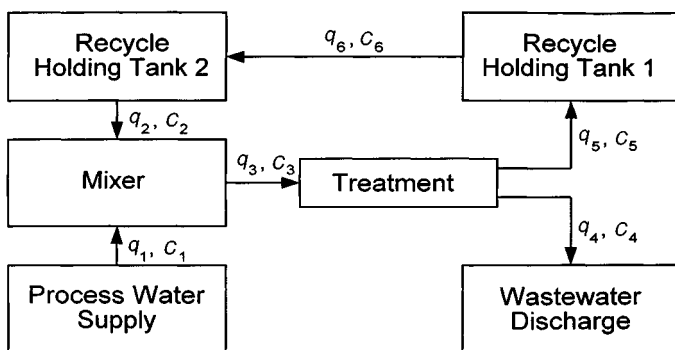 Recycle
Holding Tank 2
q₆, C₆
Recycle
Holding Tank 1
q₂, C₂
q₅, C₅
Mixer
q₃, C₃
Treatment
q₁, C₁
q₄, C₄
Process Water
Supply
Wastewater
Discharge